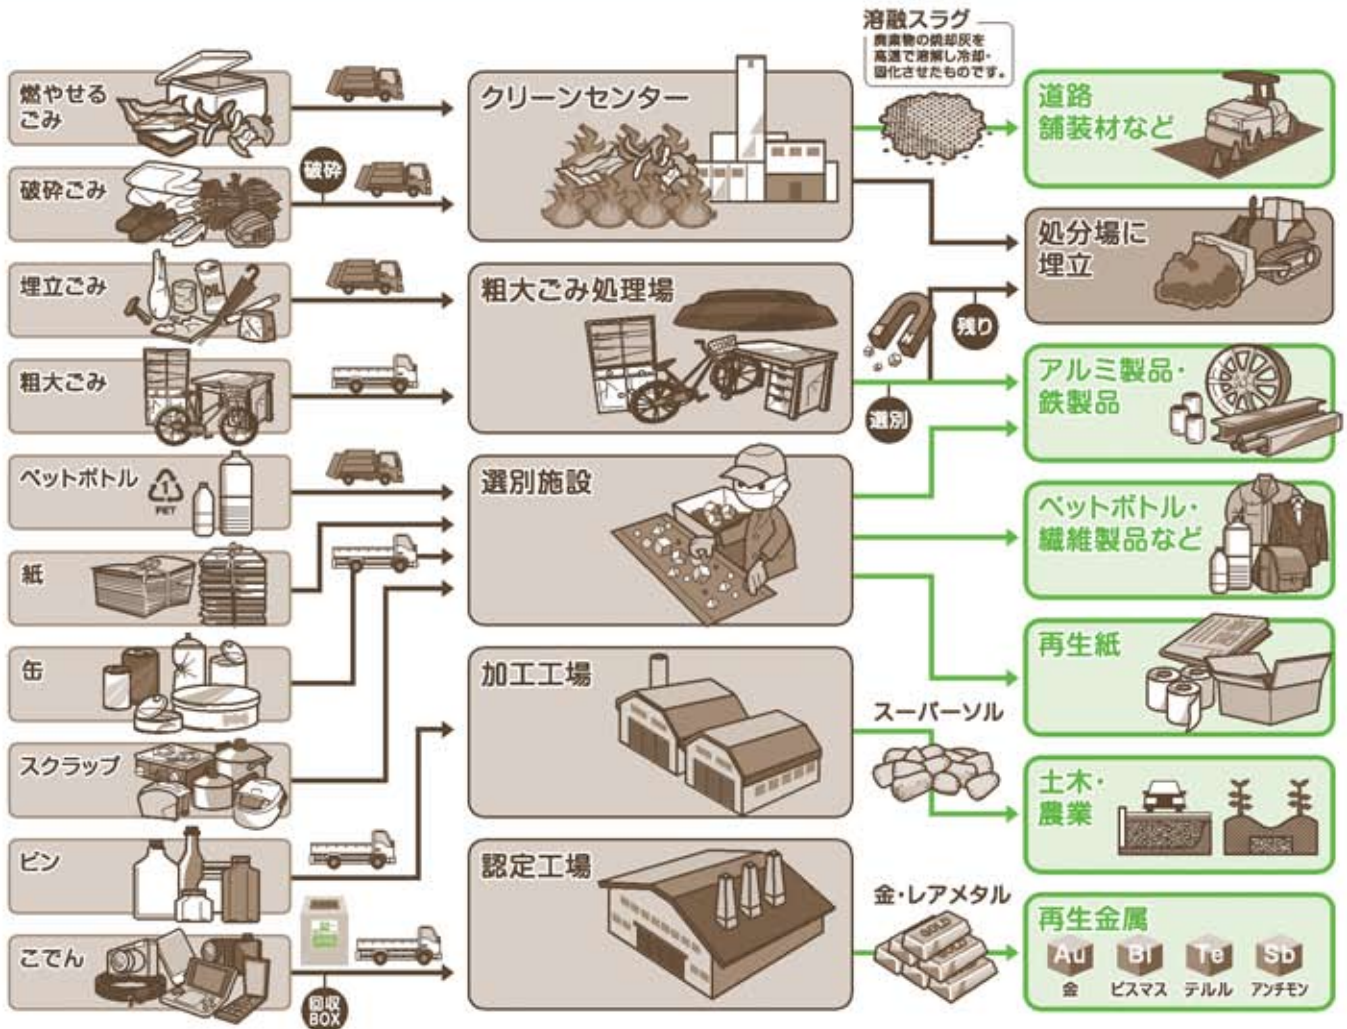 溶融スラグ
廃棄物の焼却灰を
高温で溶解し冷却・
固化させたものです。
燃やせる
ごみ
クリーンセンター
道路
舗装材など
破砕ごみ
破砕
処分場に
埋立
埋立ごみ
OIL
粗大ごみ処理場
残り
粗大ごみ
選別
アルミ製品・
鉄製品
ペットボトル
1
PET
選別施設
ペットボトル・
繊維製品など
紙
缶
加工工場
再生紙
スーパーソル
スクラップ
土木・
農業
ビン
認定工場
金・レアメタル
GOLD
再生金属
Au
Bi
Te
Sb
金
ビスマス
テルル
アンチモン
こでん
回収
BOX